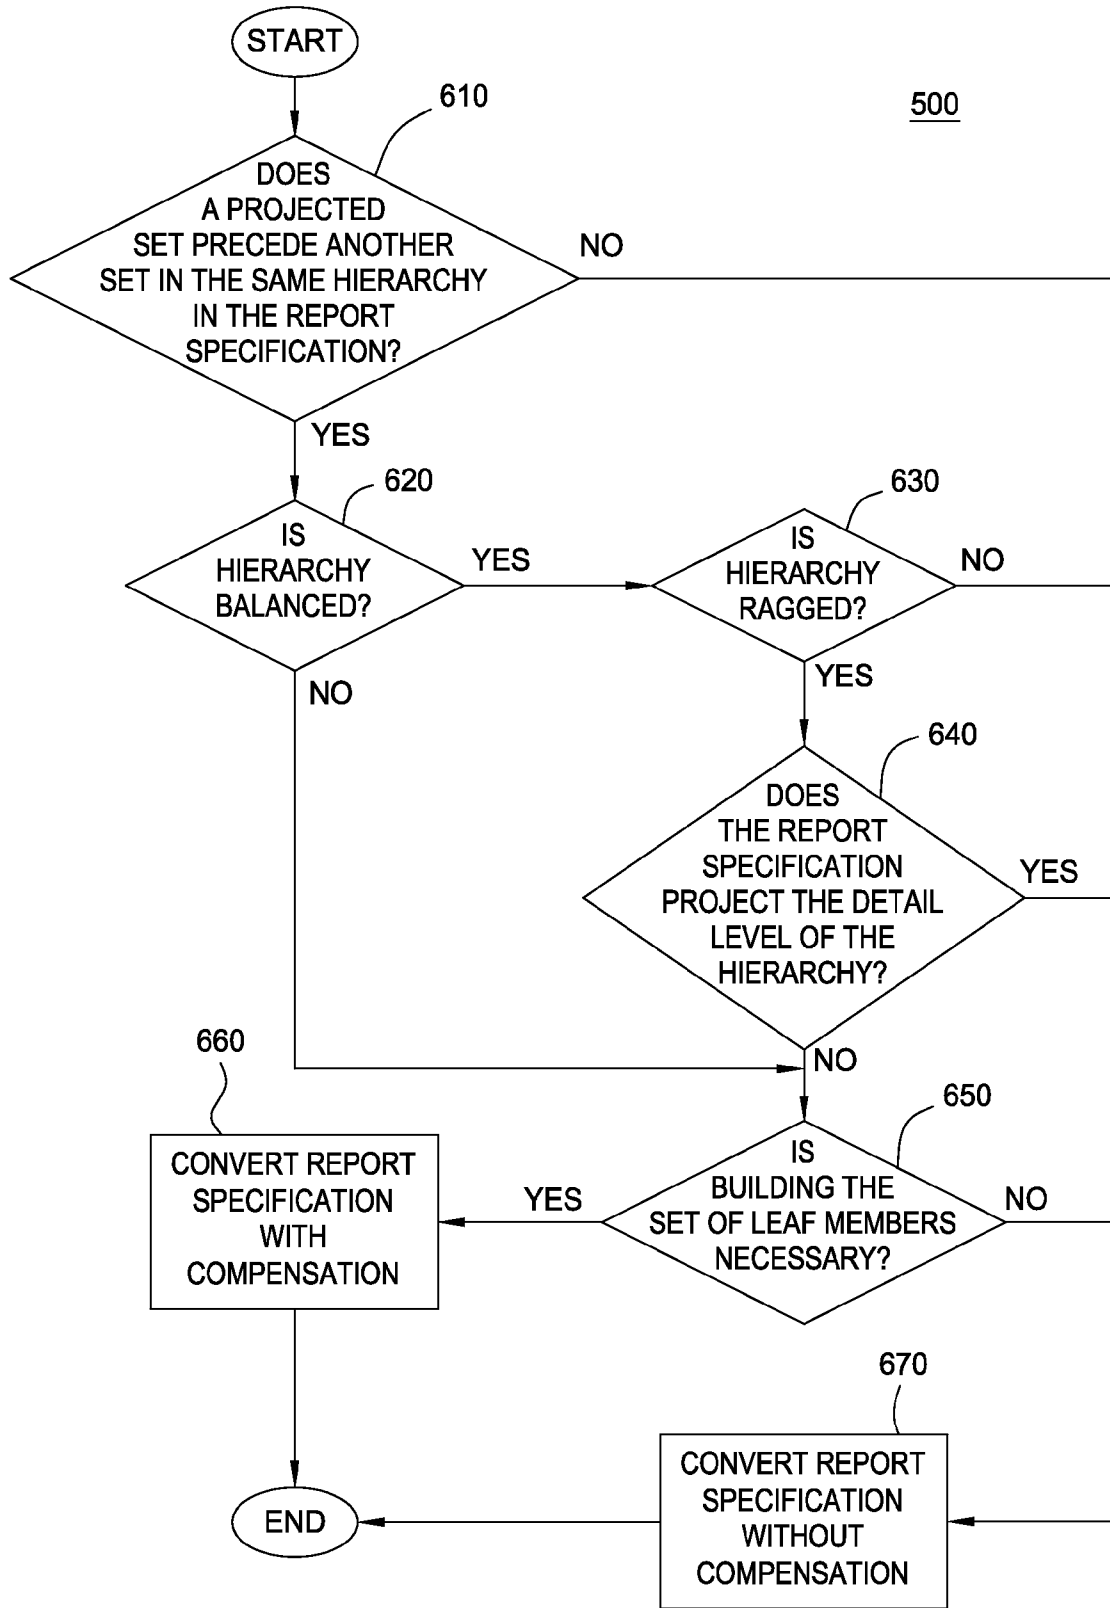 START
610
500
DOES
A PROJECTED
SET PRECEDE ANOTHER
SET IN THE SAME HIERARCHY
IN THE REPORT
SPECIFICATION?
NO
YES
620
IS
HIERARCHY
BALANCED?
YES
NO
630
IS
HIERARCHY
RAGGED?
NO
YES
640
DOES
THE REPORT
SPECIFICATION
PROJECT THE DETAIL
LEVEL OF THE
HIERARCHY?
YES
NO
650
IS
BUILDING THE
SET OF LEAF MEMBERS
NECESSARY?
YES
NO
660
CONVERT REPORT
SPECIFICATION
WITH
COMPENSATION
670
CONVERT REPORT
SPECIFICATION
WITHOUT
COMPENSATION
END